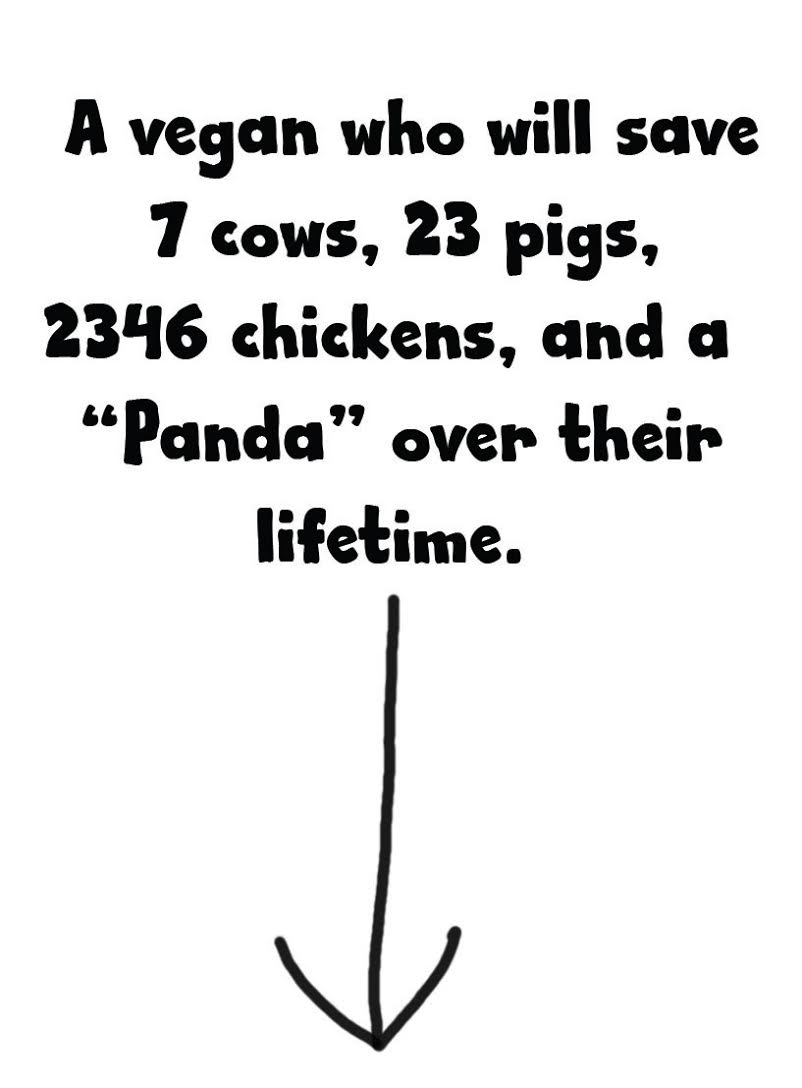 A vegan who will save
7 cows, 23 pigs,
2346 chickens, and a
“Panda” over their
lifetime.